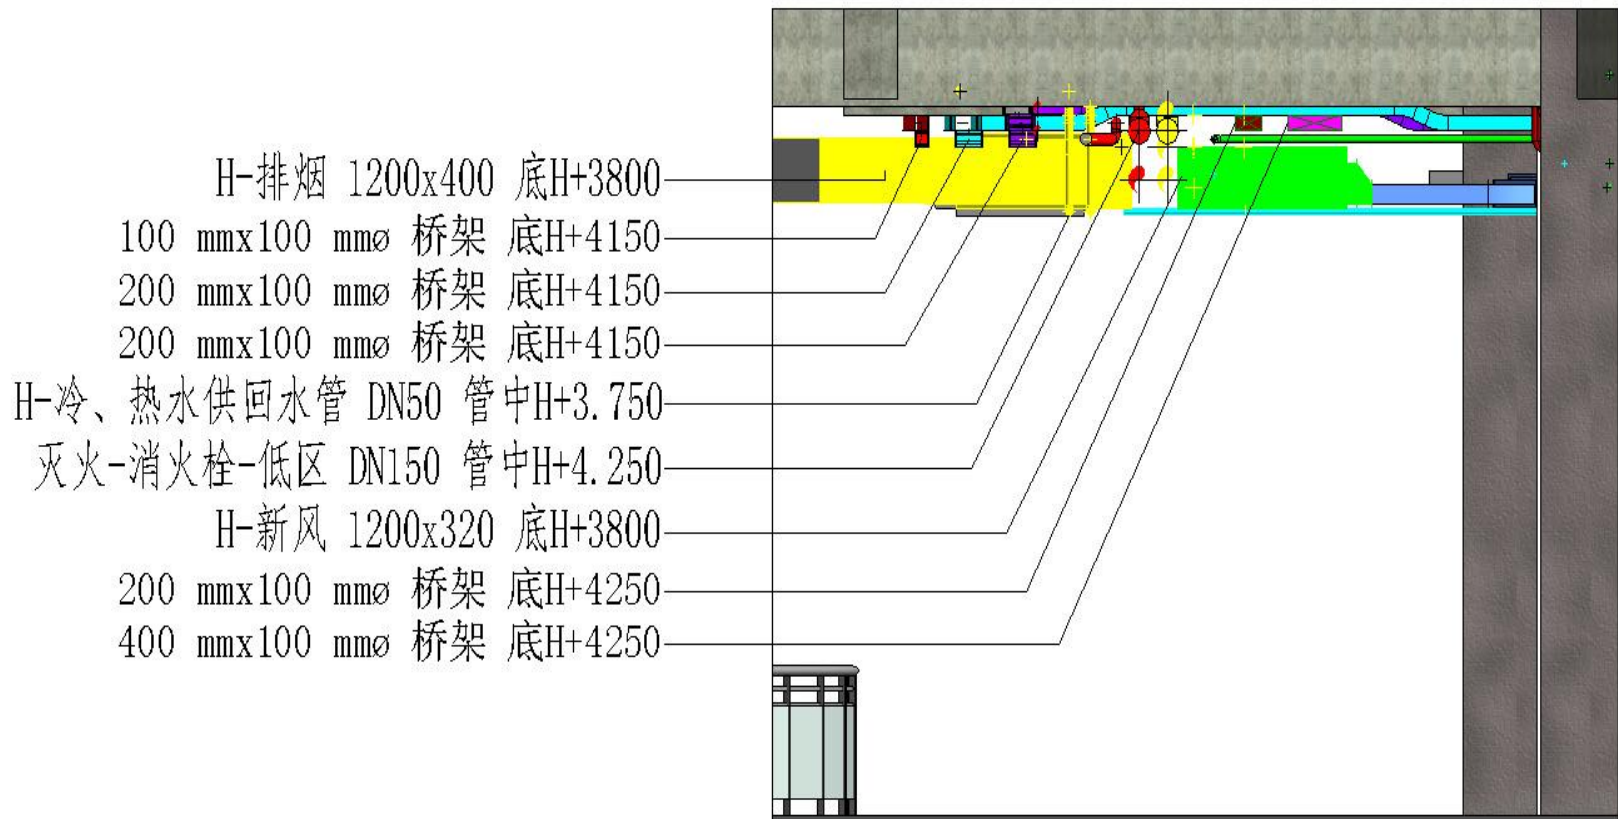 H-排烟 1200x400 底H+3800
100 mmx100 mmø 桥架 底H+4150
200 mmx100 mmø 桥架 底H+4150
200 mmx100 mmø 桥架 底H+4150
H-冷、热水供回水管 DN50 管中H+3.750
灭火-消火栓-低区 DN150 管中H+4.250
H-新风 1200x320 底H+3800
200 mmx100 mmø 桥架 底H+4250
400 mmx100 mmø 桥架 底H+4250